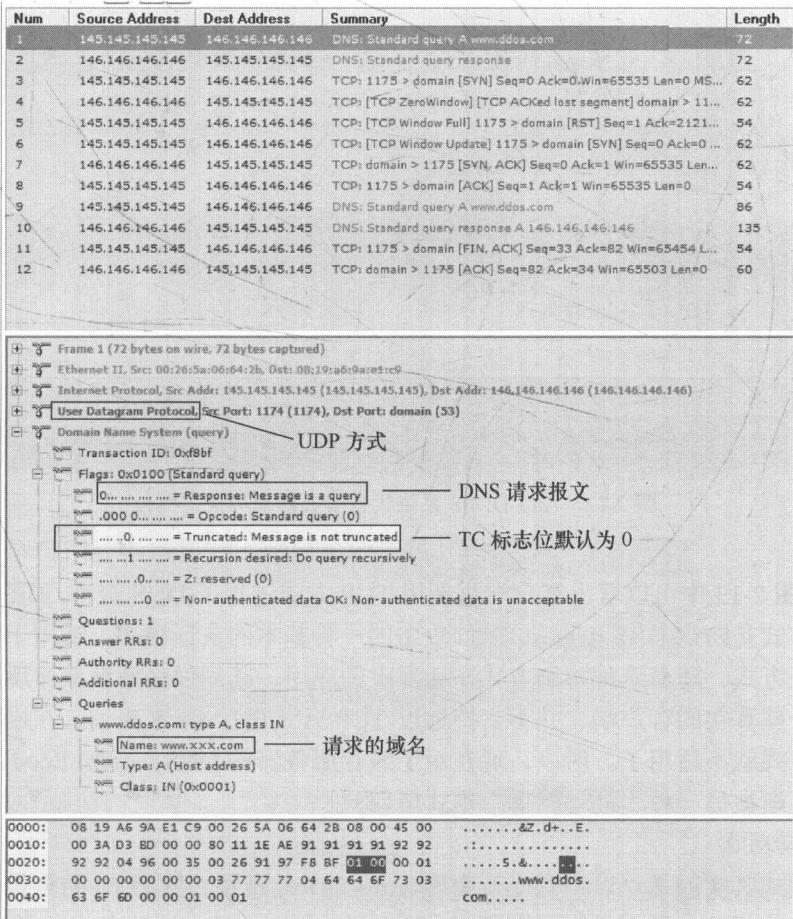 Num Source Address Dest Address Summary Length
1 145.145.145.145 146.146.146.146 DNS: Standard query A www.ddos.com 72
2 146.146.146.146 145.145.145.145 DNS: Standard query response 72
3 145.145.145.145 146.146.146.146 TCP: 1175 > domain [SYN] Seq=0 Ack=0 Win=65535 Len=0 MS... 62
4 146.146.146.146 145.145.145.145 TCP: [TCP ZeroWindow] [TCP ACKed lost segment] domain > 11... 62
5 145.145.145.145 146.146.146.146 TCP: [TCP Window Full] 1175 > domain [RST] Seq=1 Ack=2121... 54
6 145.145.145.145 146.146.146.146 TCP: [TCP Window Update] 1175 > domain [SYN] Seq=0 Ack=0 ... 62
7 146.146.146.146 145.145.145.145 TCP: domain > 1175 [SYN, ACK] Seq=0 Ack=1 Win=65535 Len... 62
8 145.145.145.145 146.146.146.146 TCP: 1175 > domain [ACK] Seq=1 Ack=1 Win=65535 Len=0 54
9 145.145.145.145 146.146.146.146 DNS: Standard query A www.ddos.com 86
10 146.146.146.146 145.145.145.145 DNS: Standard query response A 146.146.146.146 135
11 145.145.145.145 146.146.146.146 TCP: 1175 > domain [FIN, ACK] Seq=33 Ack=82 Win=65454 L... 54
12 146.146.146.146 145.145.145.145 TCP: domain > 1175 [ACK] Seq=82 Ack=34 Win=65503 Len=0 60
Frame 1 (72 bytes on wire, 72 bytes captured)
Ethernet II, Src: 00:26:5a:06:64:2b, Dst: 08:19:a6:9a:e1:c9
Internet Protocol, Src Addr: 145.145.145.145 (145.145.145.145), Dst Addr: 146.146.146.146 (146.146.146.146)
User Datagram Protocol, Src Port: 1174 (1174), Dst Port: domain (53)
Domain Name System (query)
UDP 方式
Transaction ID: 0xf8bf
Flags: 0x0100 (Standard query)
0... .... .... .... = Response: Message is a query
DNS 请求报文
.000 0... .... .... = Opcode: Standard query (0)
.... ..0. .... .... = Truncated: Message is not truncated
TC 标志位默认为 0
.... ...1 .... .... = Recursion desired: Do query recursively
.... .... .0.. .... = Z: reserved (0)
.... .... ...0 .... = Non-authenticated data OK: Non-authenticated data is unacceptable
Questions: 1
Answer RRs: 0
Authority RRs: 0
Additional RRs: 0
Queries
www.ddos.com: type A, class IN
Name: www.xxx.com
请求的域名
Type: A (Host address)
Class: IN (0x0001)
0000: 08 19 A6 9A E1 C9 00 26 5A 06 64 2B 08 00 45 00 .......&Z.d+..E.
0010: 00 3A D3 BD 00 00 80 11 1E AE 91 91 91 91 92 92 .:..............
0020: 92 92 04 96 00 35 00 26 91 97 F8 BF 01 00 00 01 .....5.&........
0030: 00 00 00 00 00 00 03 77 77 77 04 64 64 6F 73 03 .......www.ddos.
0040: 63 6F 6D 00 00 01 00 01 com.....